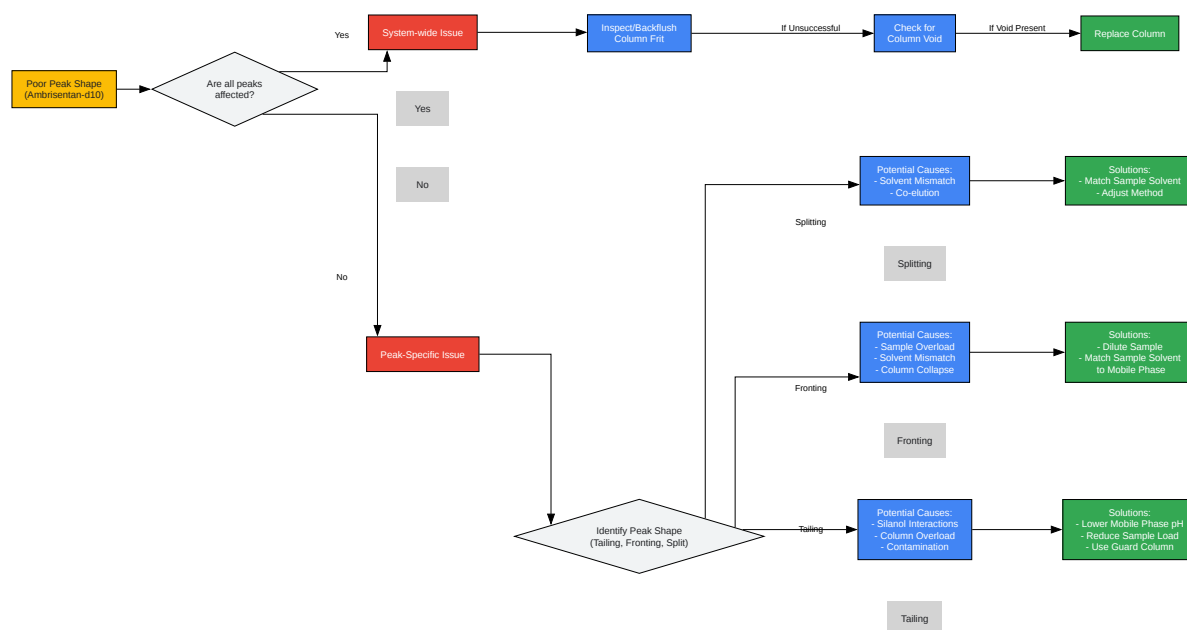 Poor Peak Shape
(Ambrisentan-d10)
Are all peaks
affected?
Yes
System-wide Issue
Inspect/Backflush
Column Frit
If Unsuccessful
Check for
Column Void
If Void Present
Replace Column
Yes
No
No
Peak-Specific Issue
Identify Peak Shape
(Tailing, Fronting, Split)
Splitting
Potential Causes:
- Solvent Mismatch
- Co-elution
Solutions:
- Match Sample Solvent
- Adjust Method
Splitting
Fronting
Potential Causes:
- Sample Overload
- Solvent Mismatch
- Column Collapse
Solutions:
- Dilute Sample
- Match Sample Solvent
to Mobile Phase
Fronting
Tailing
Potential Causes:
- Silanol Interactions
- Column Overload
- Contamination
Solutions:
- Lower Mobile Phase pH
- Reduce Sample Load
- Use Guard Column
Tailing